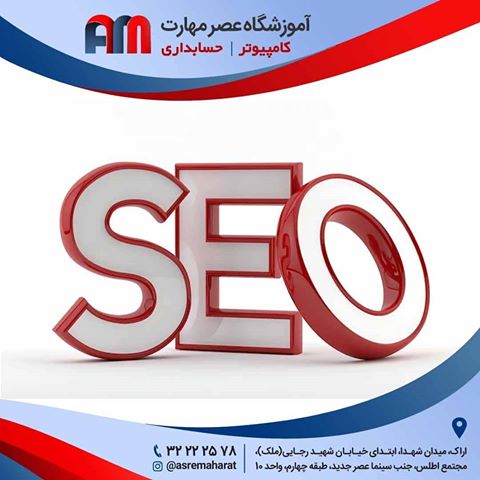 آموزشگاه عصر مهارت
کامپیوتر | حسابداری
SEO
اراک، میدان شهدا، ابتدای خیابان شهید رجایی(ملک)،
مجتمع اطلس، جنب سینما عصر جدید، طبقه چهارم، واحد ۱۰
۳۲ ۲۲ ۲۵ ۷۸
@asremaharat